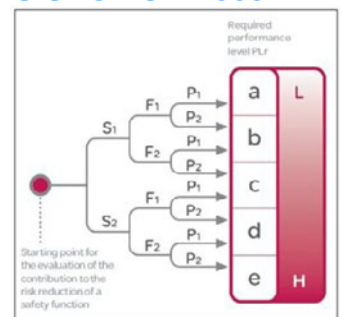 Required
performance
level PLr
a L
P1
F1
P2
b
S1
P1
F2
P2
c
P1
F1
P2
d
S2
P1
F2
P2
e H
Starting point for
the evaluation of the
contribution to the
risk reduction of a
safety function